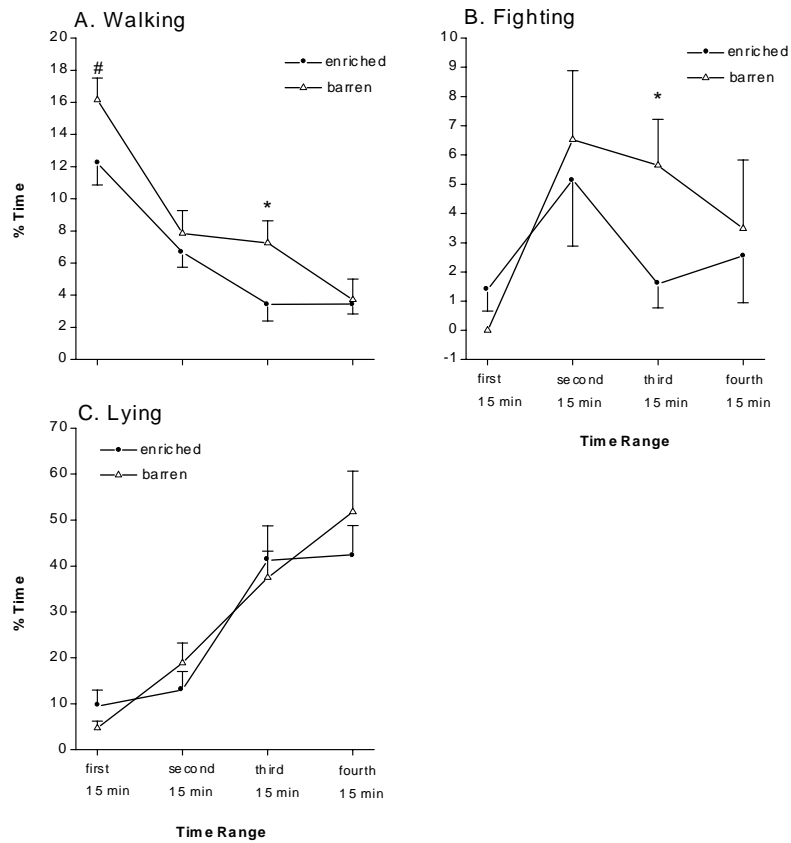 A. Walking
20
18
16
14
12
10
8
6
4
2
0
% Time
#
*
enriched
barren
B. Fighting
10
9
8
7
6
5
4
3
2
1
0
-1
*
enriched
barren
first second third fourth
15 min 15 min 15 min 15 min
Time Range
C. Lying
70
60
50
40
30
20
10
0
% Time
enriched
barren
first second third fourth
15 min 15 min 15 min 15 min
Time Range